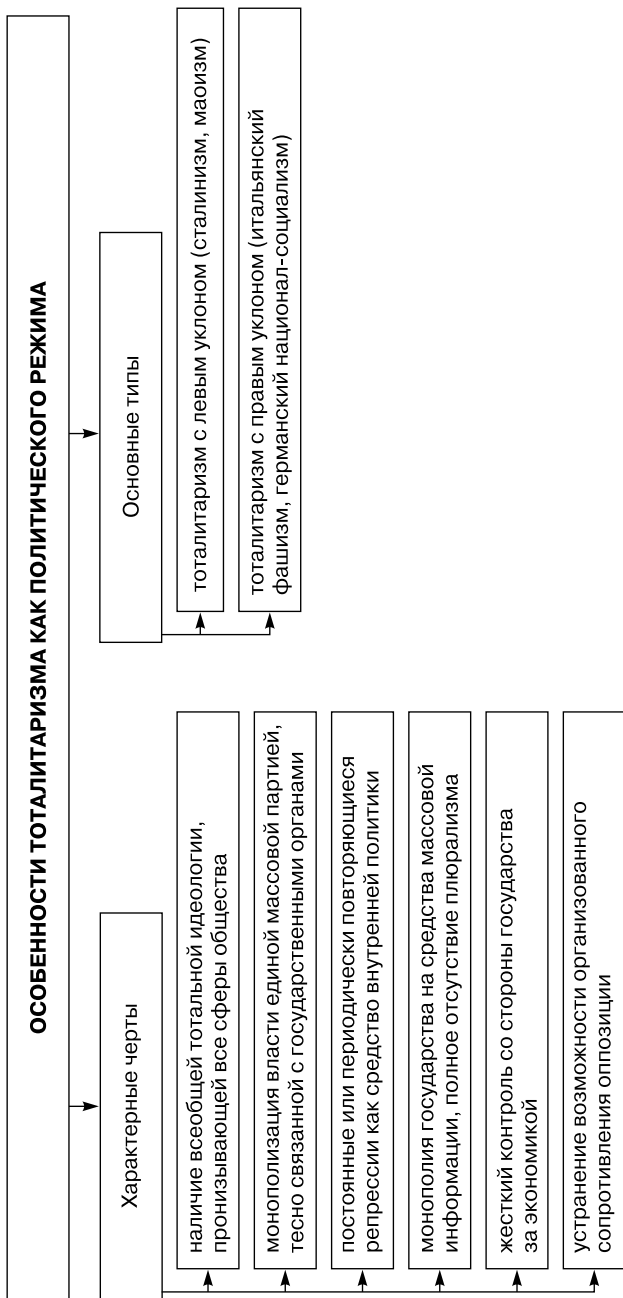 ОСОБЕННОСТИ ТОТАЛИТАРИЗМА КАК ПОЛИТИЧЕСКОГО РЕЖИМА
Характерные черты
наличие всеобщей тотальной идеологии,
пронизывающей все сферы общества
монополизация власти единой массовой партией,
тесно связанной с государственными органами
постоянные или периодически повторяющиеся
репрессии как средство внутренней политики
монополия государства на средства массовой
информации, полное отсутствие плюрализма
жесткий контроль со стороны государства
за экономикой
устранение возможности организованного
сопротивления оппозиции
Основные типы
тоталитаризм с левым уклоном (сталинизм, маоизм)
тоталитаризм с правым уклоном (итальянский
фашизм, германский национал-социализм)